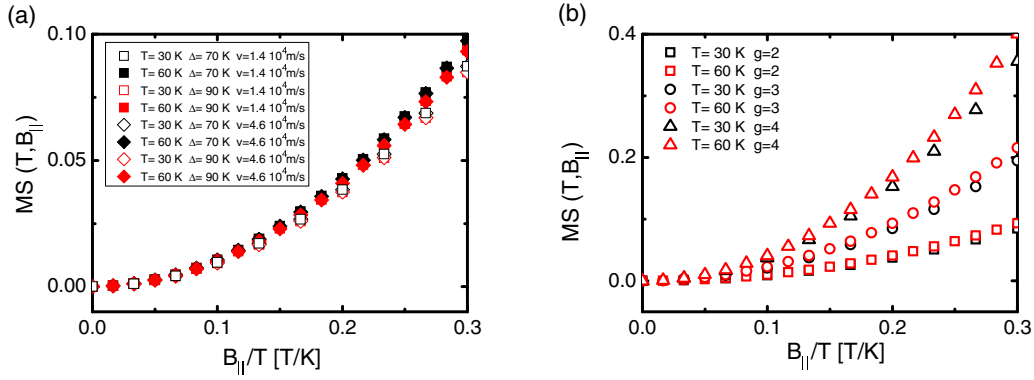 (a)
MS (T,B||)
0.10
0.05
0.00
T= 30 K Δ= 70 K v=1.4 10⁴m/s
T= 60 K Δ= 70 K v=1.4 10⁴m/s
T= 30 K Δ= 90 K v=1.4 10⁴m/s
T= 60 K Δ= 90 K v=1.4 10⁴m/s
T= 30 K Δ= 70 K v=4.6 10⁴m/s
T= 60 K Δ= 70 K v=4.6 10⁴m/s
T= 30 K Δ= 90 K v=4.6 10⁴m/s
T= 60 K Δ= 90 K v=4.6 10⁴m/s
0.0 0.1 0.2 0.3
B||/T [T/K]
(b)
MS (T,B||)
0.4
0.2
0.0
T= 30 K g=2
T= 60 K g=2
T= 30 K g=3
T= 60 K g=3
T= 30 K g=4
T= 60 K g=4
0.0 0.1 0.2 0.3
B||/T [T/K]